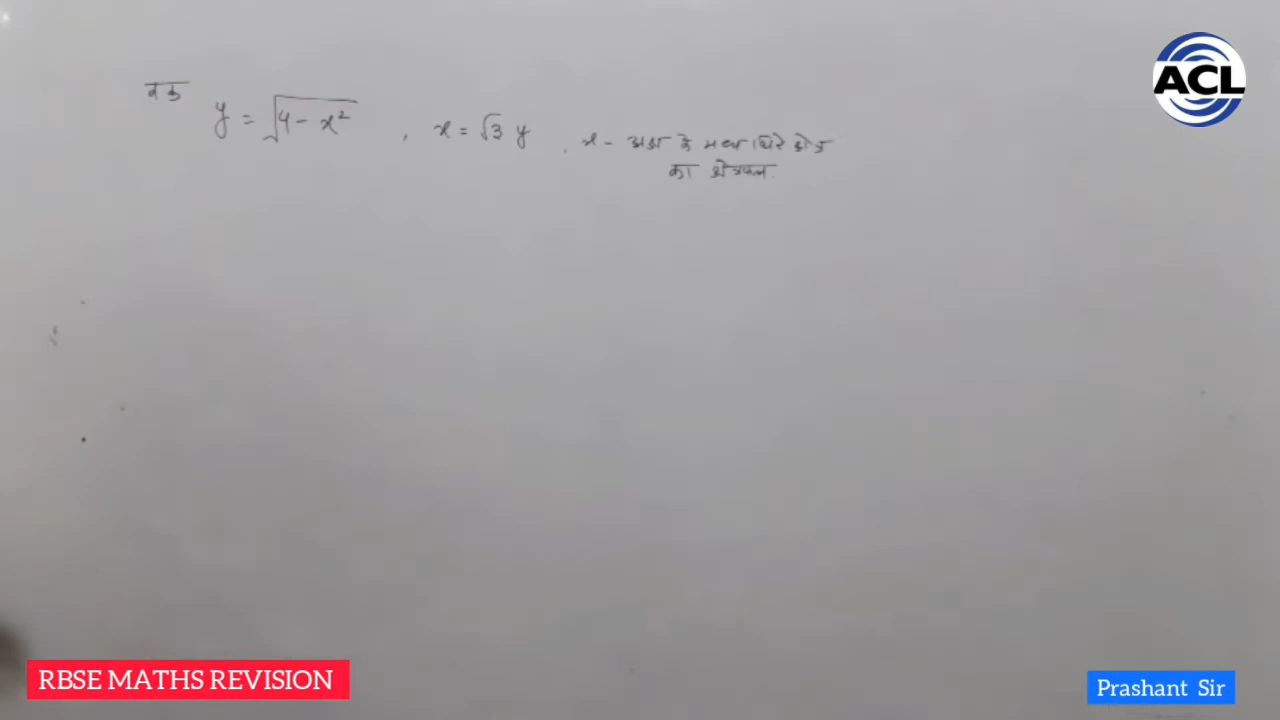 ACL
वक्र y = √4 - x² , x = √3 y , x - अक्ष के मध्य घिरे क्षेत्र
का क्षेत्रफल.
RBSE MATHS REVISION
Prashant Sir